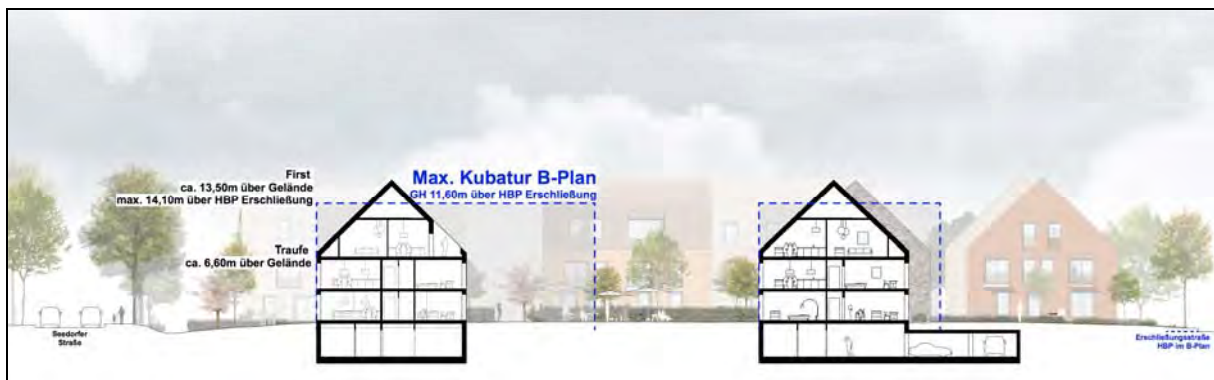 First
ca. 13,50m über Gelände
max. 14,10m über HBP Erschließung
Max. Kubatur B-Plan
GH 11,60m über HBP Erschließung
Traufe
ca. 6,60m über Gelände
Seedorfer
Straße
Erschließungsstraße
HBP im B-Plan